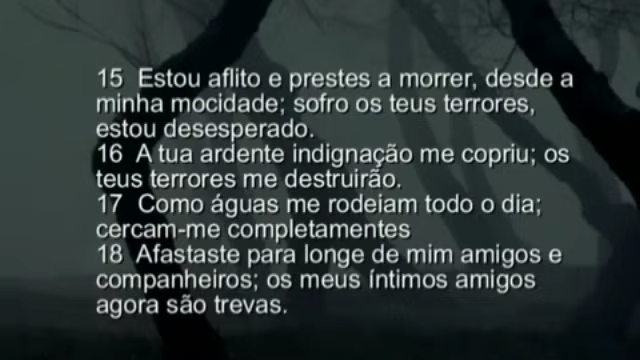 15 Estou aflito e prestes a morrer, desde a
minha mocidade; sofro os teus terrores,
estou desesperado.
16 A tua ardente indignação me copriu; os
teus terrores me destruirão.
17 Como águas me rodeiam todo o dia;
cercam-me completamentes
18 Afastaste para longe de mim amigos e
companheiros; os meus íntimos amigos
agora são trevas.